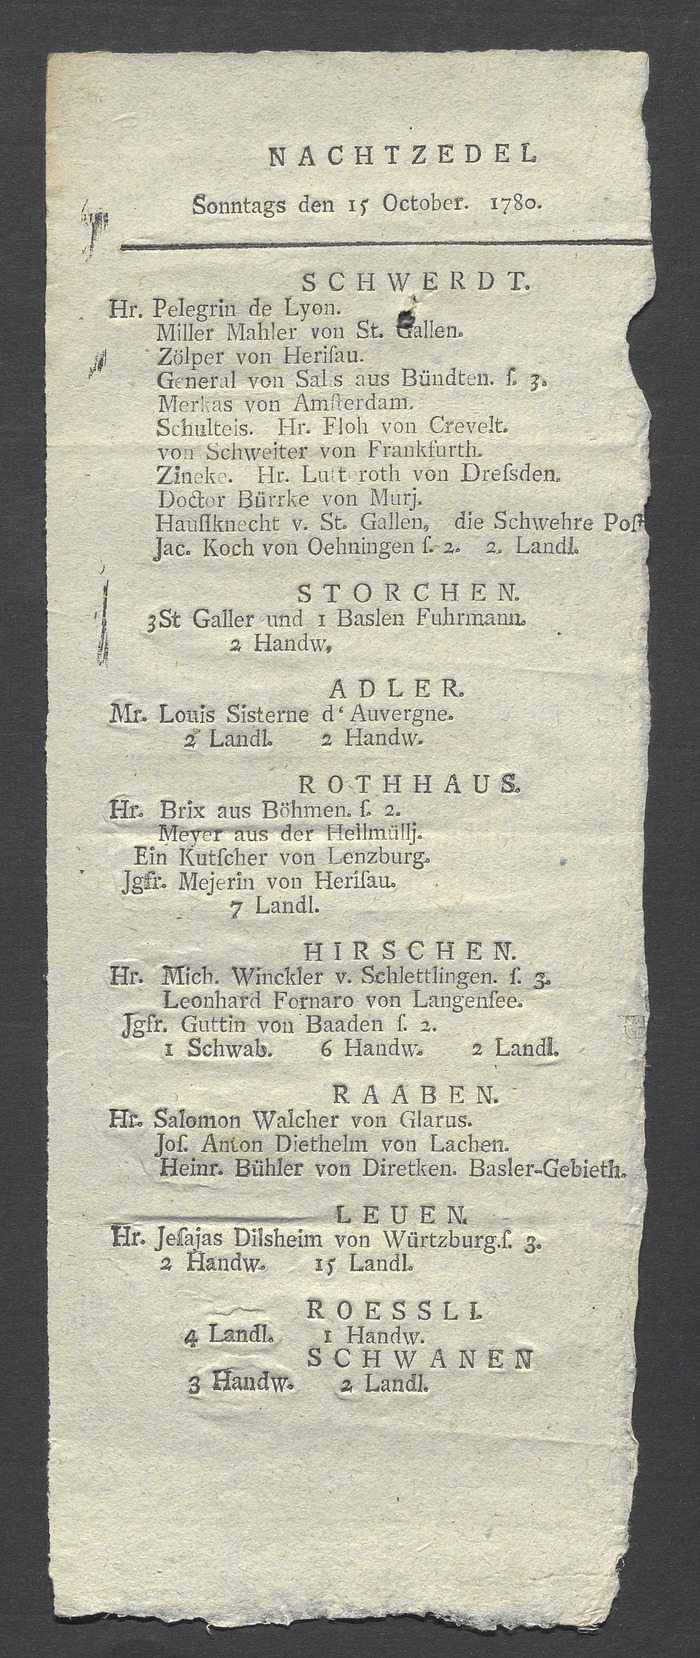 NACHTZEDEL
Sonntags den 15 October. 1780.
SCHWERDT.
Hr. Pelegrin de Lyon.
Miller Mahler von St. Gallen.
Zölper von Heriſau.
General von Salis aus Bündten. ſ. 3.
Merkas von Amſterdam.
Schulteis. Hr. Floh von Crevelt.
von Schweiter von Frankfurth.
Zineke. Hr. Lutteroth von Dreſsden.
Doctor Bürrke von Murj.
Hauſſknecht v. St. Gallen, die Schwehre Poſt
Jac. Koch von Oehningen ſ. 2. 2. Landl.
STORCHEN.
3 St Galler und 1 Baslen Fuhrmann.
2 Handw,
ADLER.
Mr. Louis Sisterne d‘Auvergne.
2 Landl. 2 Handw.
ROTHHAUS.
Hr. Brix aus Böhmen. ſ. 2.
Meyer aus der Hellmüllj.
Ein Kutſcher von Lenzburg.
Jgfr. Mejerin von Heriſau.
7 Landl.
HIRSCHEN.
Hr. Mich. Winckler v. Schlettlingen. ſ. 3.
Leonhard Fornaro von Langenſee.
Jgfr. Guttin von Baaden ſ. 2.
1 Schwab. 6 Handw. 2 Landl.
RAABEN.
Hr. Salomon Walcher von Glarus.
Joſ. Anton Diethelm von Lachen.
Heinr. Bühler von Diretken. Basler-Gebieth.
LEUEN.
Hr. Jeſajas Dilsheim von Würtzburg.ſ. 3.
2 Handw. 15 Landl.
ROESSLI.
4 Landl. 1 Handw.
SCHWANEN
3 Handw. 2 Landl.